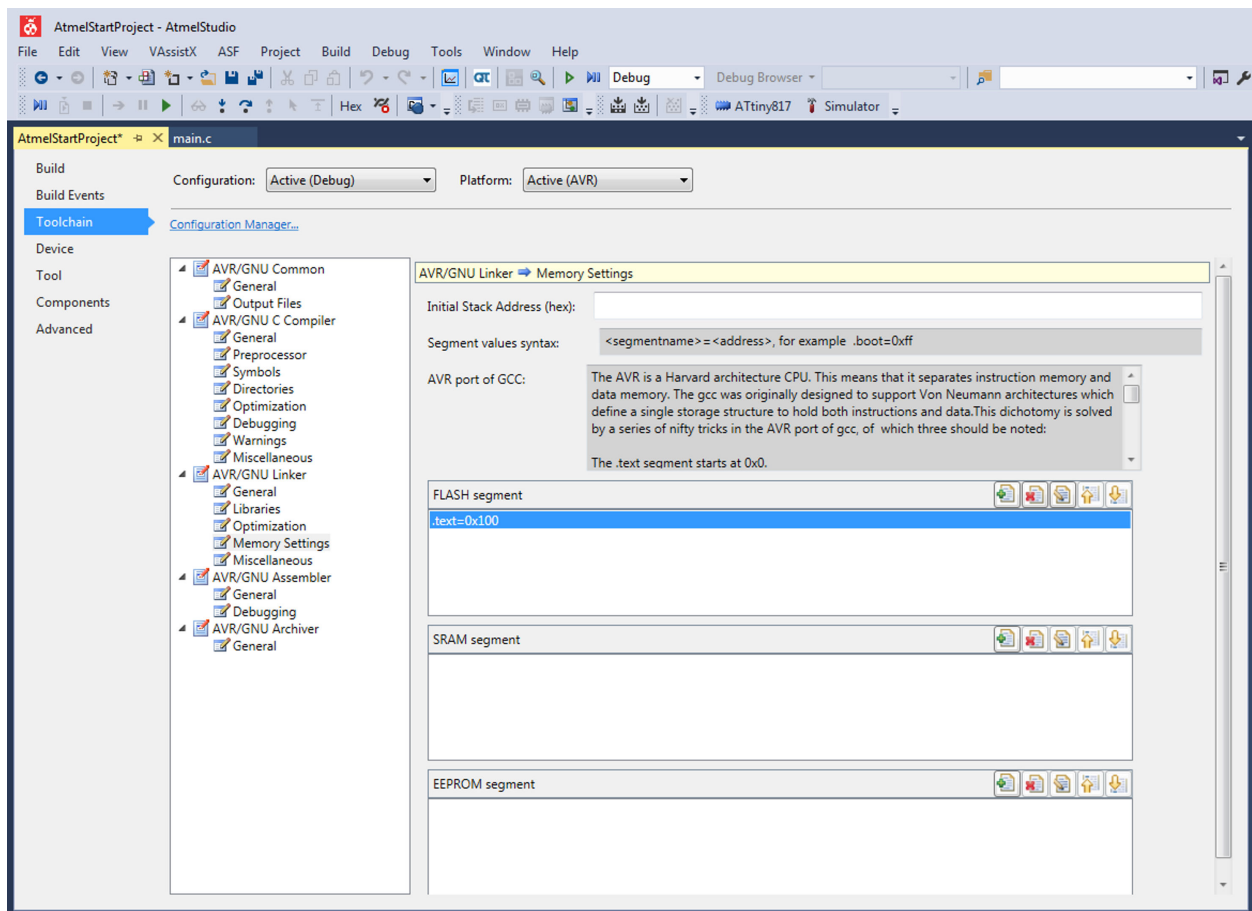 AtmelStartProject - AtmelStudio
File Edit View VAssistX ASF Project Build Debug Tools Window Help
Debug Debug Browser
Hex ATtiny817 Simulator
AtmelStartProject* main.c
Build
Build Events
Toolchain
Device
Tool
Components
Advanced
Configuration: Active (Debug) Platform: Active (AVR)
Configuration Manager...
AVR/GNU Common
General
Output Files
AVR/GNU C Compiler
General
Preprocessor
Symbols
Directories
Optimization
Debugging
Warnings
Miscellaneous
AVR/GNU Linker
General
Libraries
Optimization
Memory Settings
Miscellaneous
AVR/GNU Assembler
General
Debugging
AVR/GNU Archiver
General
AVR/GNU Linker ➡ Memory Settings
Initial Stack Address (hex):
Segment values syntax: <segmentname>=<address>, for example .boot=0xff
AVR port of GCC:
The AVR is a Harvard architecture CPU. This means that it separates instruction memory and
data memory. The gcc was originally designed to support Von Neumann architectures which
define a single storage structure to hold both instructions and data.This dichotomy is solved
by a series of nifty tricks in the AVR port of gcc, of which three should be noted:
The .text segment starts at 0x0.
FLASH segment
.text=0x100
SRAM segment
EEPROM segment